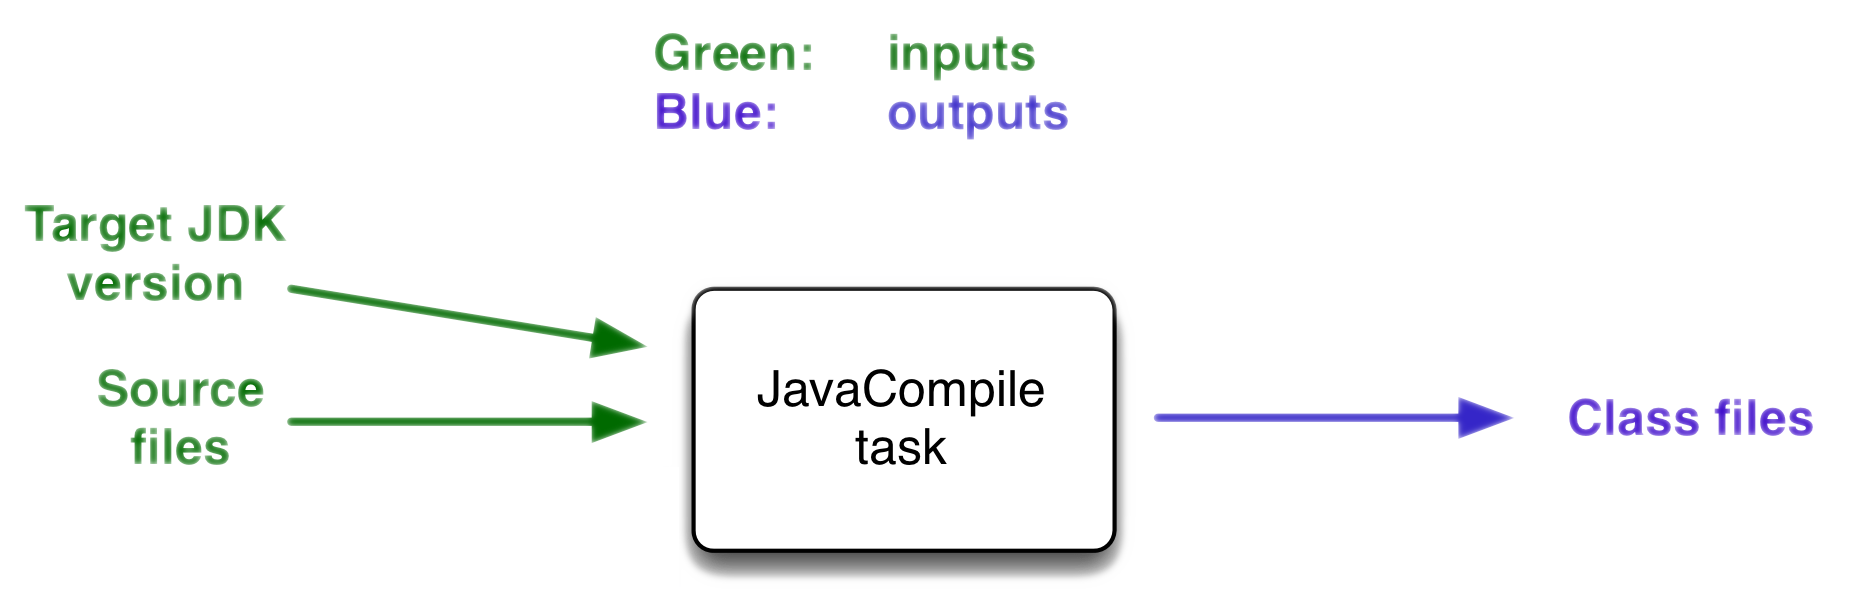 Green: inputs
Blue: outputs
Target JDK
version
Source
files
JavaCompile
task
Class files